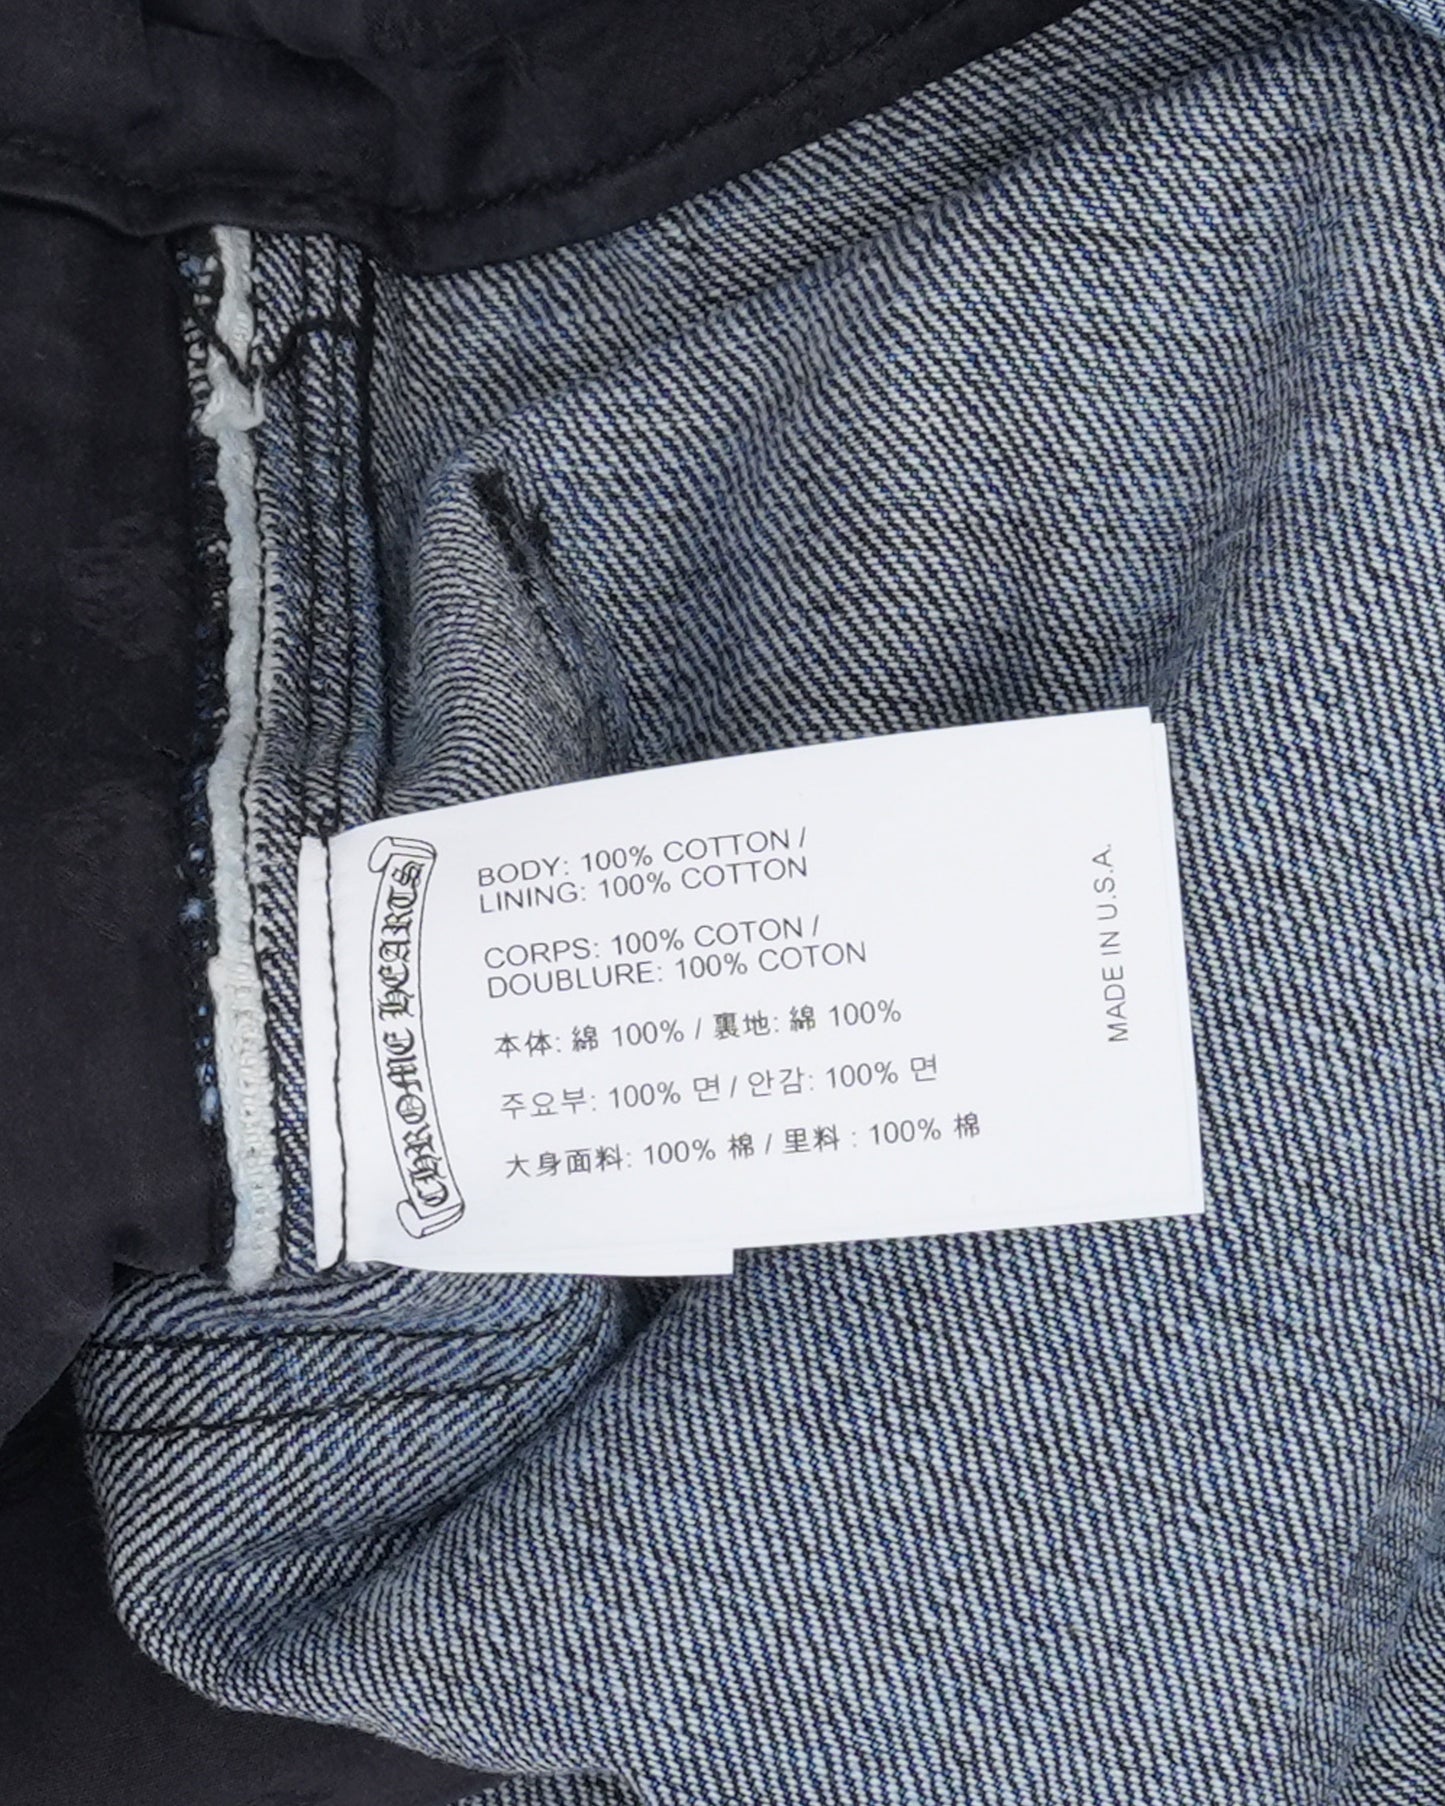 CHROME HEARTS
BODY: 100% COTTON /
LINING: 100% COTTON
CORPS: 100% COTON /
DOUBLURE: 100% COTON
本体: 綿 100% / 裏地: 綿 100%
주요부: 100% 면 / 안감: 100% 면
大身面料: 100% 棉 / 里料 : 100% 棉
MADE IN U.S.A.